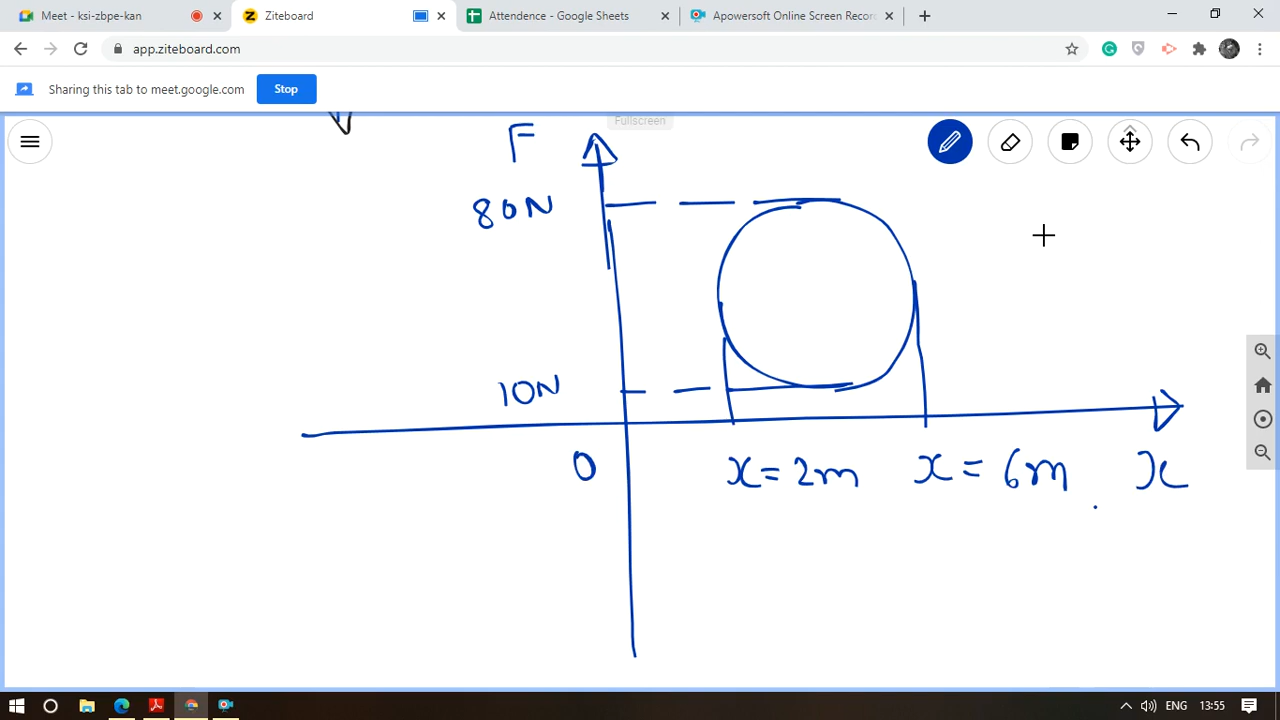 Meet - ksi-zbpe-kan
Ziteboard
Attendence - Google Sheets
Apowersoft Online Screen Recor
app.ziteboard.com
Sharing this tab to meet.google.com
Stop
Fullscreen
F
80N
10N
0
x = 2m
x = 6m
x
ENG
13:55